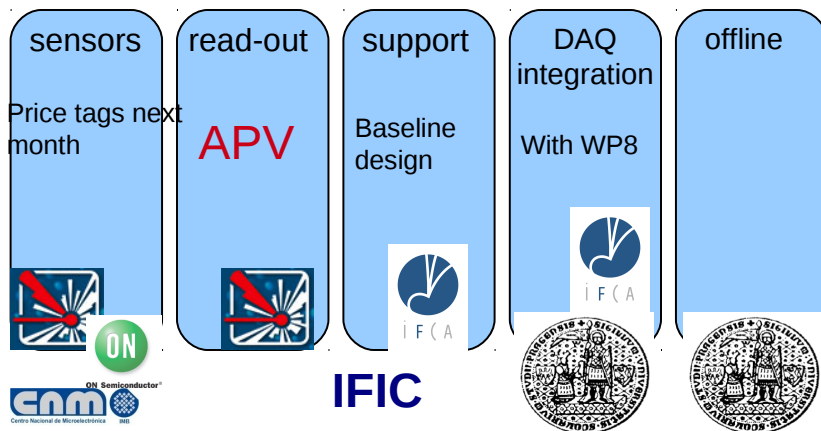 sensors
Price tags next
month
read-out
APV
support
Baseline
design
DAQ
integration
With WP8
offline
iFCA
iFCA
ON
ON Semiconductor®
cnm
Centro Nacional de Microelectrónica
IMB
IFIC